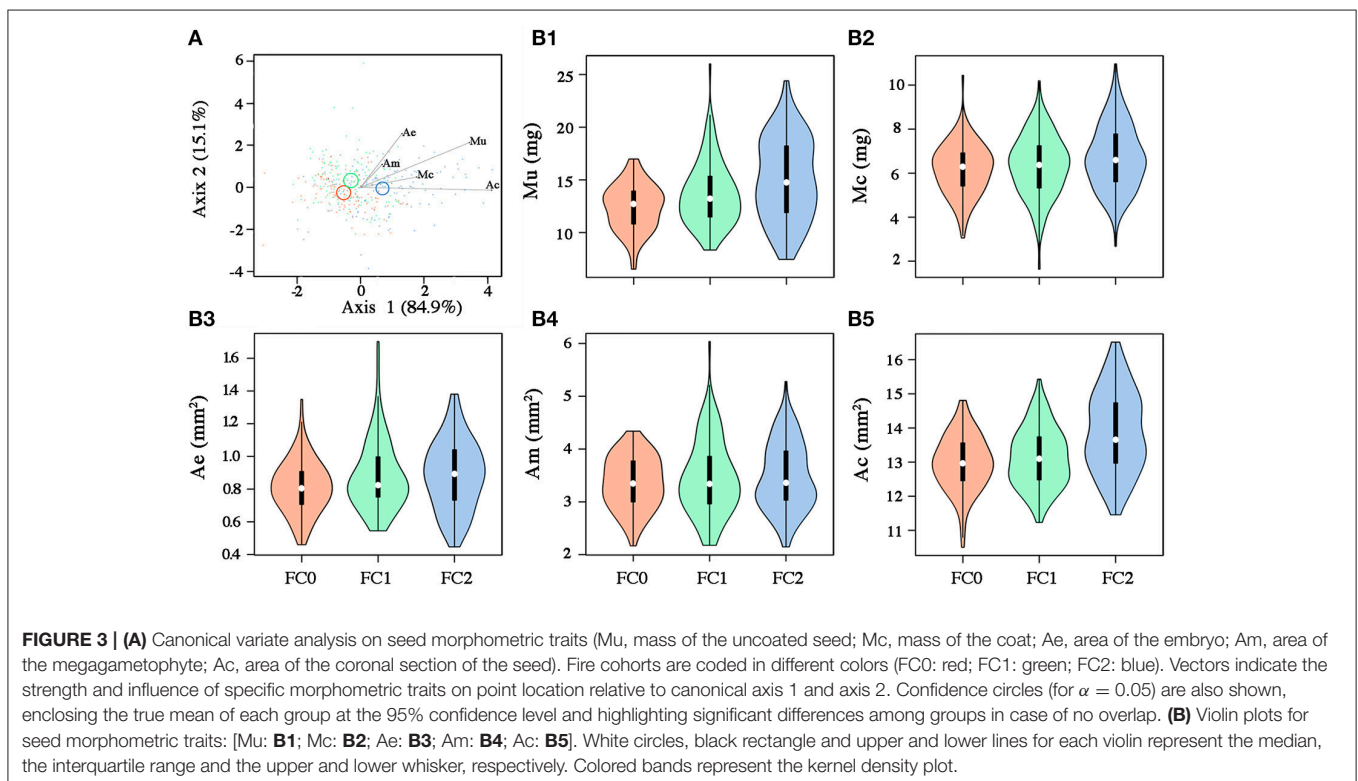 A
B1
B2
6
4
2
0
-2
-4
Axix 2 (15.1%)
Ae
Mu
Am
Mc
Ac
-2
0
2
4
Axis 1 (84.9%)
25
20
15
10
Mu (mg)
10
8
6
4
2
Mc (mg)
B3
B4
B5
1.6
1.4
1.2
1.0
0.8
0.6
0.4
Ae (mm²)
FC0
FC1
FC2
6
5
4
3
2
Am (mm²)
FC0
FC1
FC2
16
15
14
13
12
11
Ac (mm²)
FC0
FC1
FC2
FIGURE 3 | (A) Canonical variate analysis on seed morphometric traits (Mu, mass of the uncoated seed; Mc, mass of the coat; Ae, area of the embryo; Am, area of
the megagametophyte; Ac, area of the coronal section of the seed). Fire cohorts are coded in different colors (FC0: red; FC1: green; FC2: blue). Vectors indicate the
strength and influence of specific morphometric traits on point location relative to canonical axis 1 and axis 2. Confidence circles (for α = 0.05) are also shown,
enclosing the true mean of each group at the 95% confidence level and highlighting significant differences among groups in case of no overlap. (B) Violin plots for
seed morphometric traits: [Mu: B1; Mc: B2; Ae: B3; Am: B4; Ac: B5]. White circles, black rectangle and upper and lower lines for each violin represent the median,
the interquartile range and the upper and lower whisker, respectively. Colored bands represent the kernel density plot.